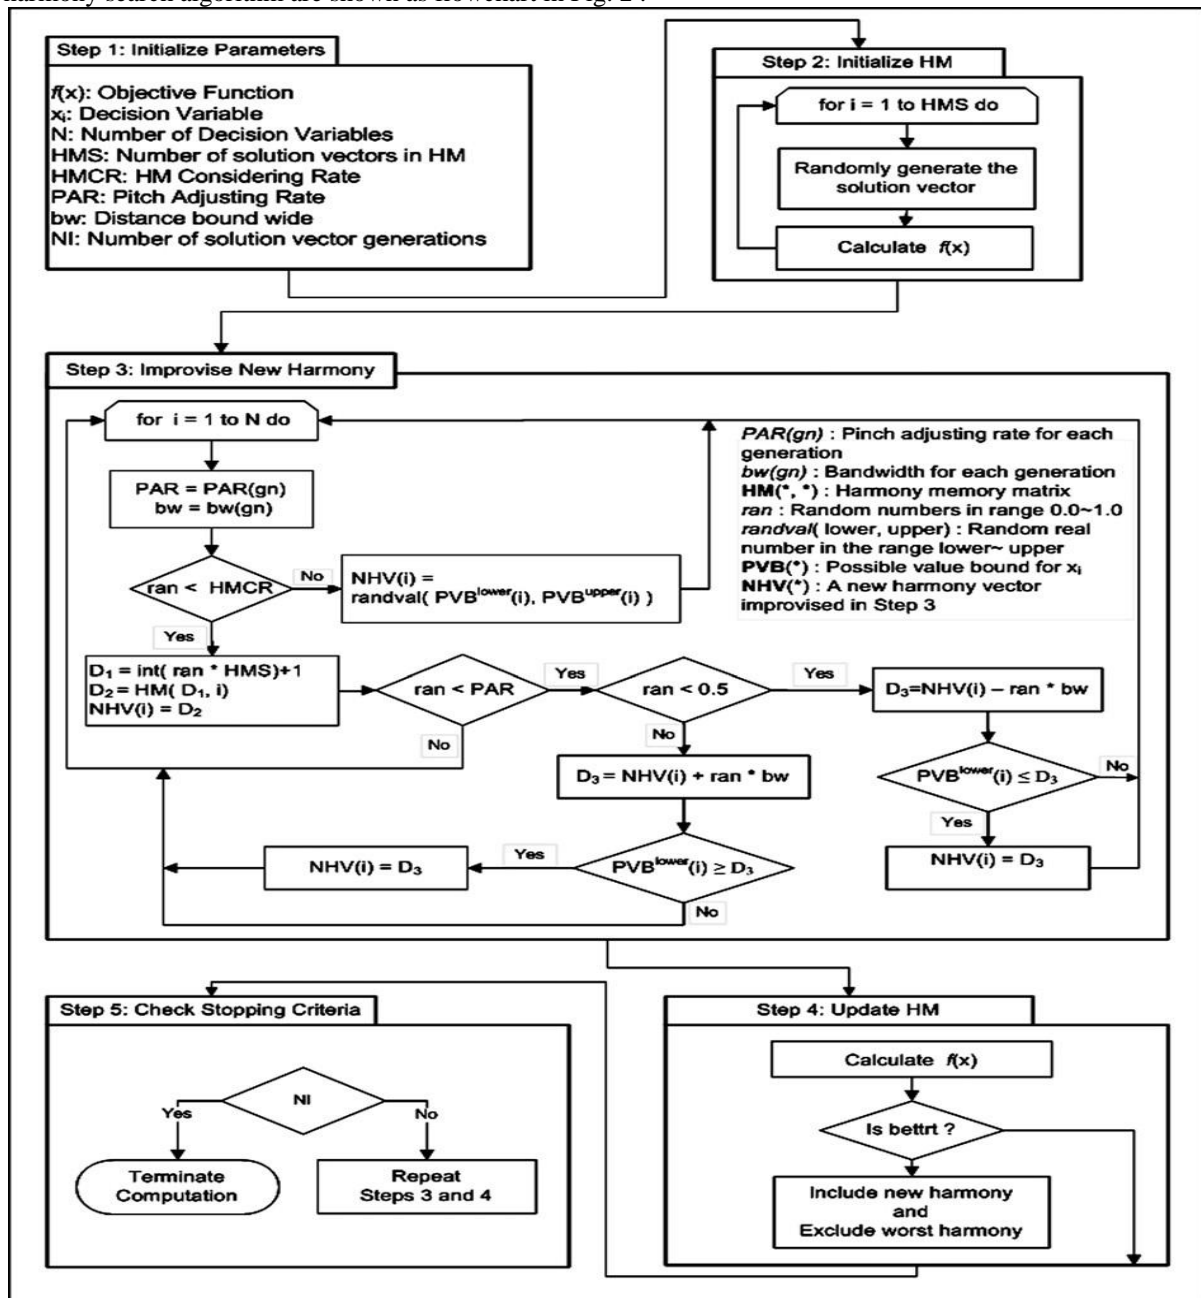 harmony search algorithm are shown as flowchart in Fig. 2 .
Step 1: Initialize Parameters
f(x): Objective Function
xᵢ: Decision Variable
N: Number of Decision Variables
HMS: Number of solution vectors in HM
HMCR: HM Considering Rate
PAR: Pitch Adjusting Rate
bw: Distance bound wide
NI: Number of solution vector generations
Step 2: Initialize HM
for i = 1 to HMS do
Randomly generate the
solution vector
Calculate f(x)
Step 3: Improvise New Harmony
for i = 1 to N do
PAR = PAR(gn)
bw = bw(gn)
ran < HMCR
No
NHV(i) =
randval( PVB^lower(i), PVB^upper(i) )
PAR(gn) : Pinch adjusting rate for each
generation
bw(gn) : Bandwidth for each generation
HM(*, *) : Harmony memory matrix
ran : Random numbers in range 0.0~1.0
randval( lower, upper) : Random real
number in the range lower~ upper
PVB(*) : Possible value bound for xᵢ
NHV(*) : A new harmony vector
improvised in Step 3
Yes
D₁ = int( ran * HMS)+1
D₂ = HM( D₁, i)
NHV(i) = D₂
ran < PAR
Yes
No
ran < 0.5
Yes
No
D₃=NHV(i) – ran * bw
PVB^lower(i) ≤ D₃
No
Yes
NHV(i) = D₃
D₃ = NHV(i) + ran * bw
PVB^lower(i) ≥ D₃
Yes
No
NHV(i) = D₃
Step 5: Check Stopping Criteria
NI
Yes
No
Terminate
Computation
Repeat
Steps 3 and 4
Step 4: Update HM
Calculate f(x)
Is bettrt ?
Include new harmony
and
Exclude worst harmony